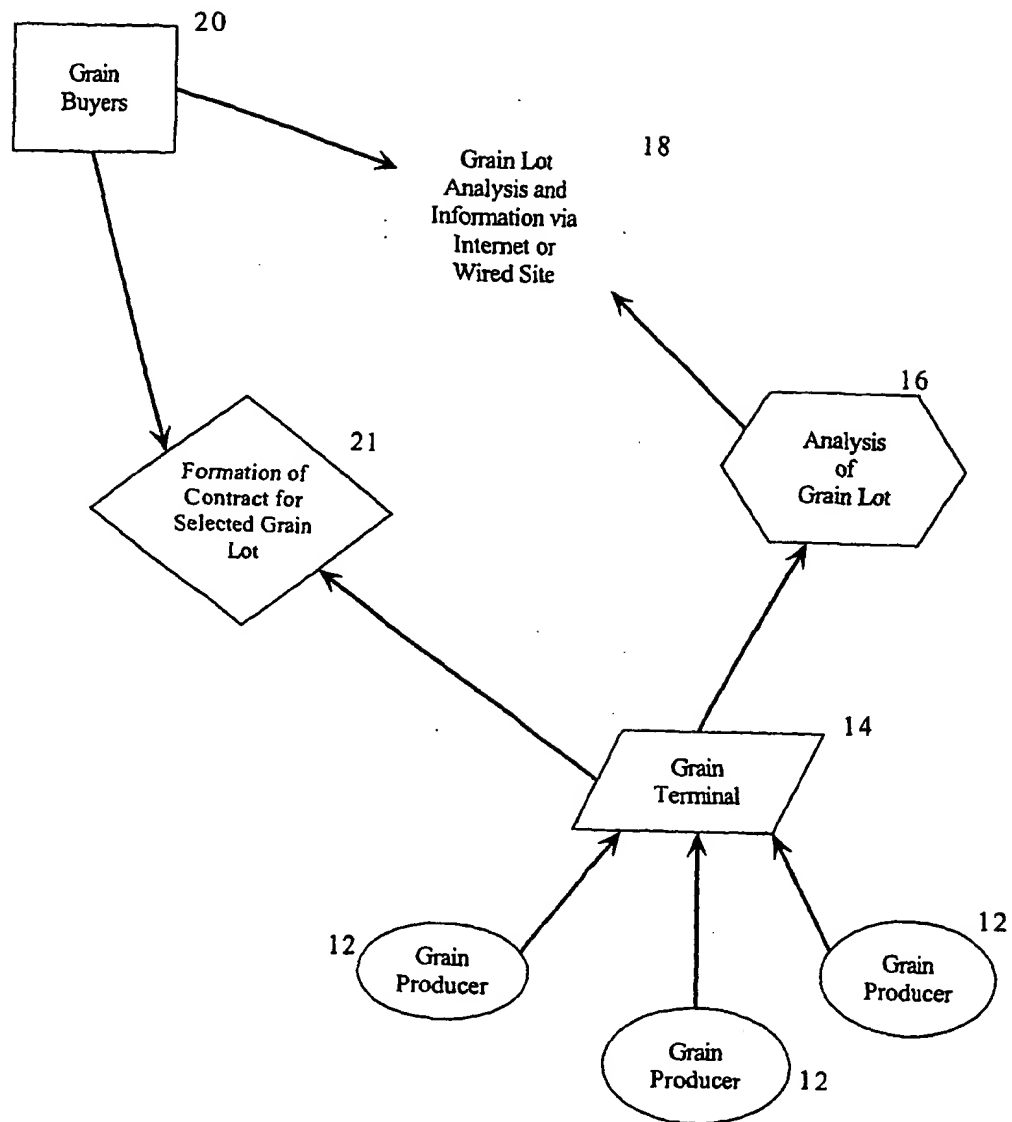 20
Grain
Buyers
18
Grain Lot
Analysis and
Information via
Internet or
Wired Site
16
Analysis
of
Grain Lot
21
Formation of
Contract for
Selected Grain
Lot
14
Grain
Terminal
12
Grain
Producer
12
Grain
Producer
Grain
Producer
12